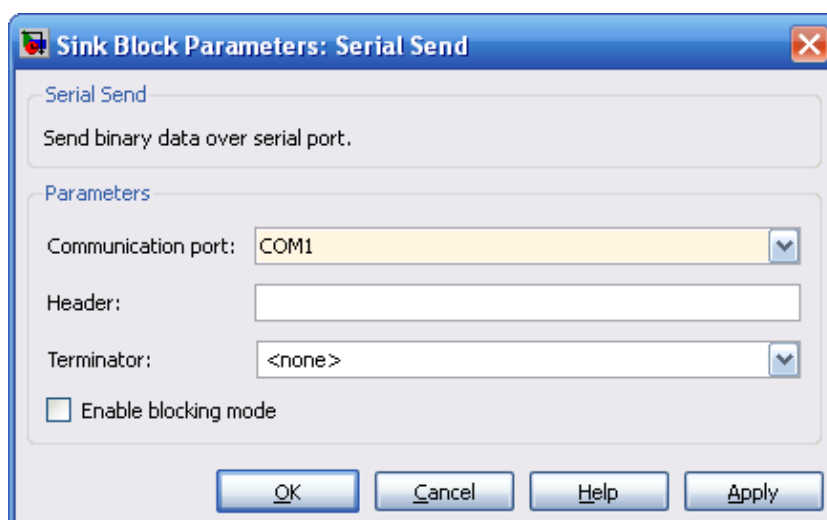 Sink Block Parameters: Serial Send
Serial Send
Send binary data over serial port.
Parameters
Communication port: COM1
Header:
Terminator: <none>
Enable blocking mode
OK Cancel Help Apply